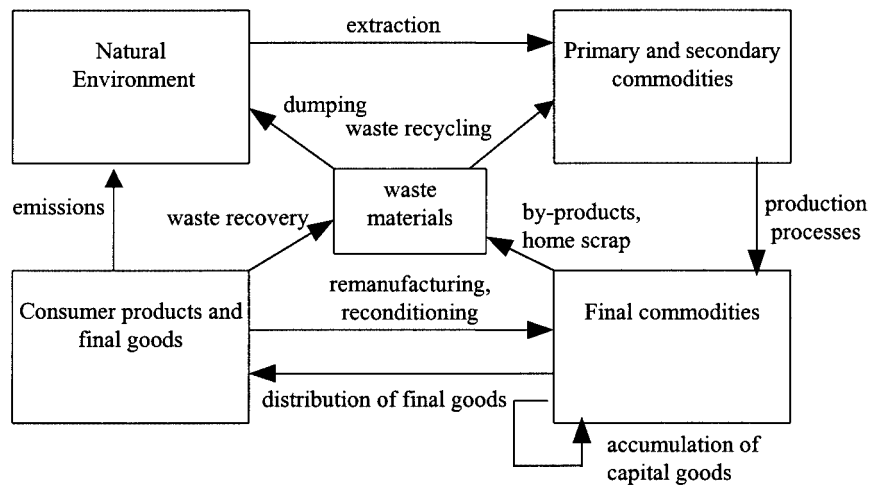 extraction
Natural
Environment
Primary and secondary
commodities
dumping
waste recycling
waste
materials
emissions
waste recovery
by-products,
home scrap
production
processes
remanufacturing,
reconditioning
Consumer products and
final goods
Final commodities
distribution of final goods
accumulation of
capital goods